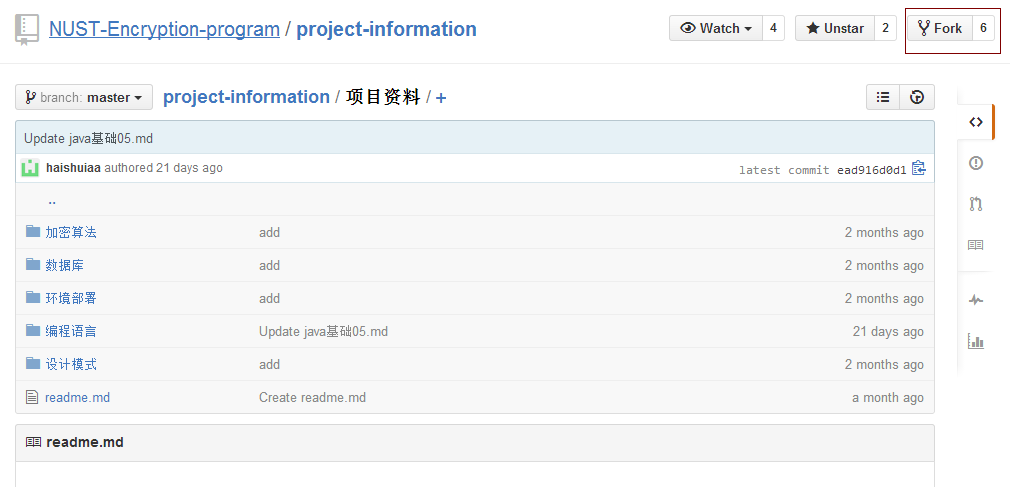 NUST-Encryption-program / project-information Watch 4 Unstar 2 Fork 6
branch: master project-information / 项目资料 / +
Update java基础05.md
haishuiaa authored 21 days ago latest commit ead916d0d1
..
加密算法 add 2 months ago
数据库 add 2 months ago
环境部署 add 2 months ago
编程语言 Update java基础05.md 21 days ago
设计模式 add 2 months ago
readme.md Create readme.md a month ago
readme.md